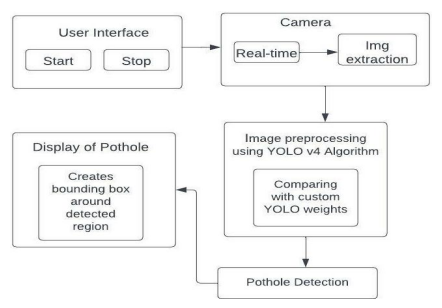 User Interface
Start
Stop
Camera
Real-time
Img
extraction
Image preprocessing
using YOLO v4 Algorithm
Comparing
with custom
YOLO weights
Pothole Detection
Display of Pothole
Creates
bounding box
around
detected
region